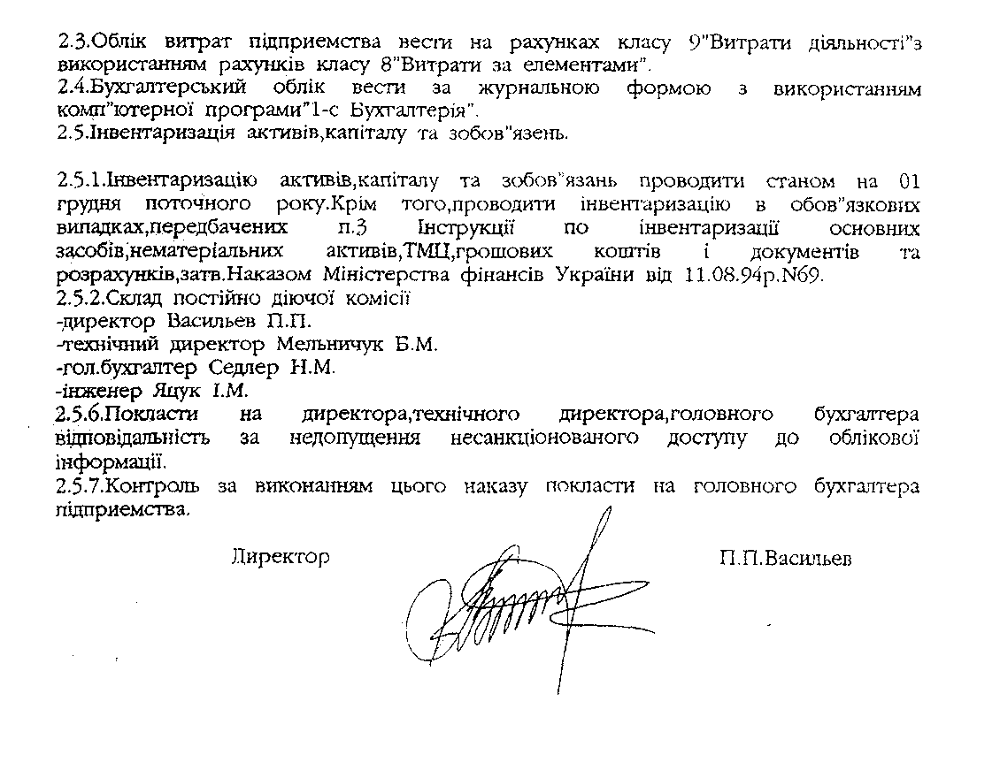 2.3.Облік витрат підприемства вести на рахунках класу 9"Витрати діяльності"з
використанням рахунків класу 8"Витрати за елементами".
2.4.Бухгалтерський облік вести за журнальною формою з використанням
комп"ютерної програми"1-с Бухгалтерія".
2.5.Інвентаризація активів,капіталу та зобов"язень.
2.5.1.Інвентаризацію активів,капіталу та зобов"язань проводити станом на 01
грудня поточного року.Крім того,проводити інвентаризацію в обов"язкових
випадках,передбачених п.3 Інструкції по інвентаризації основних
засобів,нематеріальних активів,ТМЦ,грошових коштів і документів та
розрахунків,затв.Наказом Міністерства фінансів України від 11.08.94р.N69.
2.5.2.Склад постійно діючої комісії
-директор Васильев П.П.
-технічний директор Мельничук Б.М.
-гол.бухгалтер Седлер Н.М.
-інженер Яцук І.М.
2.5.6.Покласти на директора,технічного директора,головного бухгалтера
відповідальність за недопущення несанкціонованого доступу до облікової
інформації.
2.5.7.Контроль за виконанням цього наказу покласти на головного бухгалтера
підприемства.
Директор П.П.Васильев